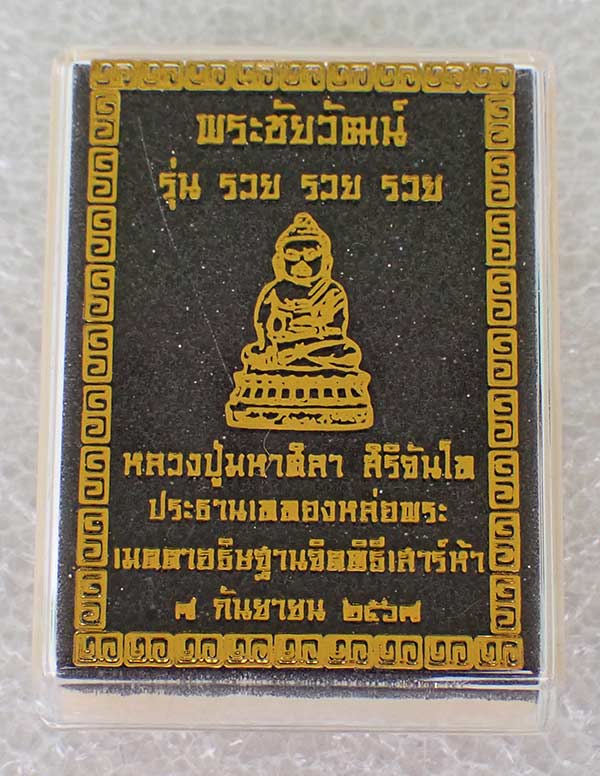 พระชัยวัฒน์
รุ่น รวย รวย รวย
หลวงปู่มหาศิลา สิริจันโท
ประธานเททองหล่อพระ
เมตตาอธิษฐานจิตพิธีเสาร์ห้า
๗ กันยายน ๒๕๖๗